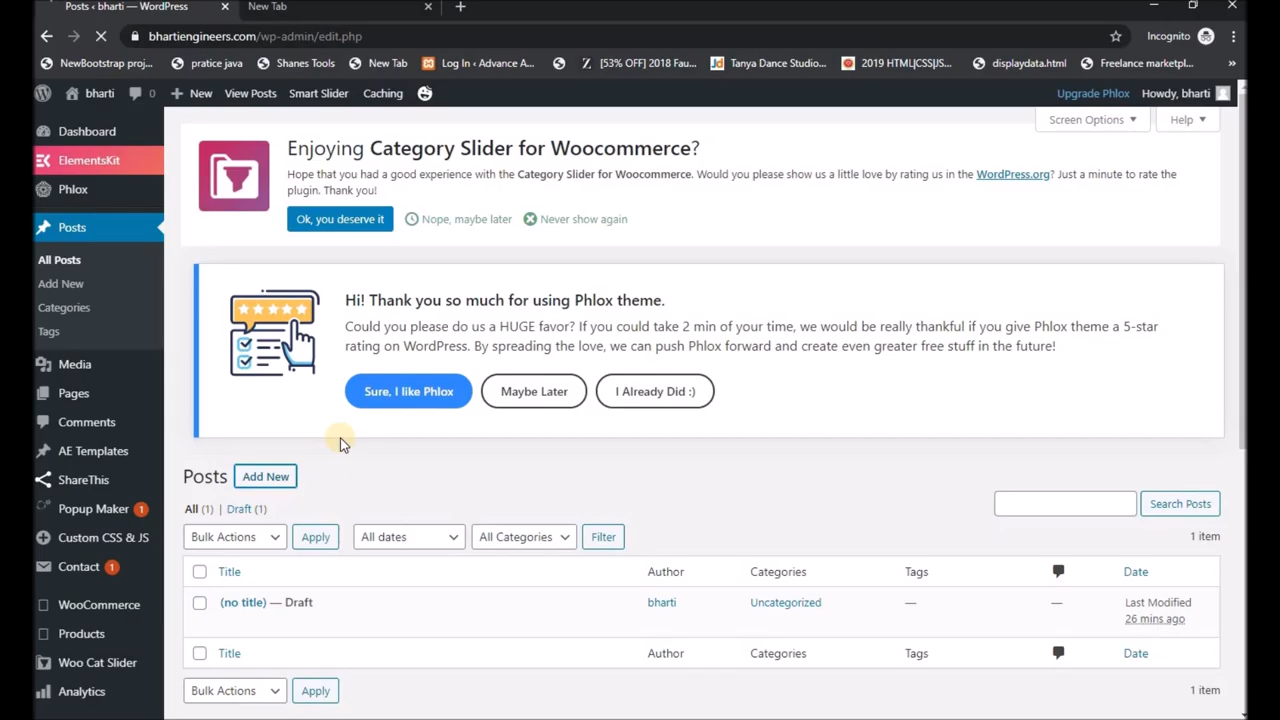 Posts ‹ bharti — WordPress
New Tab
bhartiengineers.com/wp-admin/edit.php
Incognito
NewBootstrap proj...
pratice java
Shanes Tools
New Tab
Log In ‹ Advance A...
Z [53% OFF] 2018 Fau...
Jd Tanya Dance Studio...
2019 HTML|CSS|JS...
displaydata.html
Freelance marketpl...
»
bharti
0
New
View Posts
Smart Slider
Caching
Upgrade Phlox
Howdy, bharti
Screen Options
Help
Dashboard
ElementsKit
Phlox
Posts
All Posts
Add New
Categories
Tags
Media
Pages
Comments
AE Templates
ShareThis
Popup Maker 1
Custom CSS & JS
Contact 1
WooCommerce
Products
Woo Cat Slider
Analytics
Enjoying Category Slider for Woocommerce?
Hope that you had a good experience with the Category Slider for Woocommerce. Would you please show us a little love by rating us in the WordPress.org? Just a minute to rate the
plugin. Thank you!
Ok, you deserve it
Nope, maybe later
Never show again
Hi! Thank you so much for using Phlox theme.
Could you please do us a HUGE favor? If you could take 2 min of your time, we would be really thankful if you give Phlox theme a 5-star
rating on WordPress. By spreading the love, we can push Phlox forward and create even greater free stuff in the future!
Sure, I like Phlox
Maybe Later
I Already Did :)
Posts
Add New
All (1) | Draft (1)
Search Posts
Bulk Actions
Apply
All dates
All Categories
Filter
1 item
Title
Author
Categories
Tags
Date
(no title) — Draft
bharti
Uncategorized
—
—
Last Modified
26 mins ago
Title
Author
Categories
Tags
Date
Bulk Actions
Apply
1 item